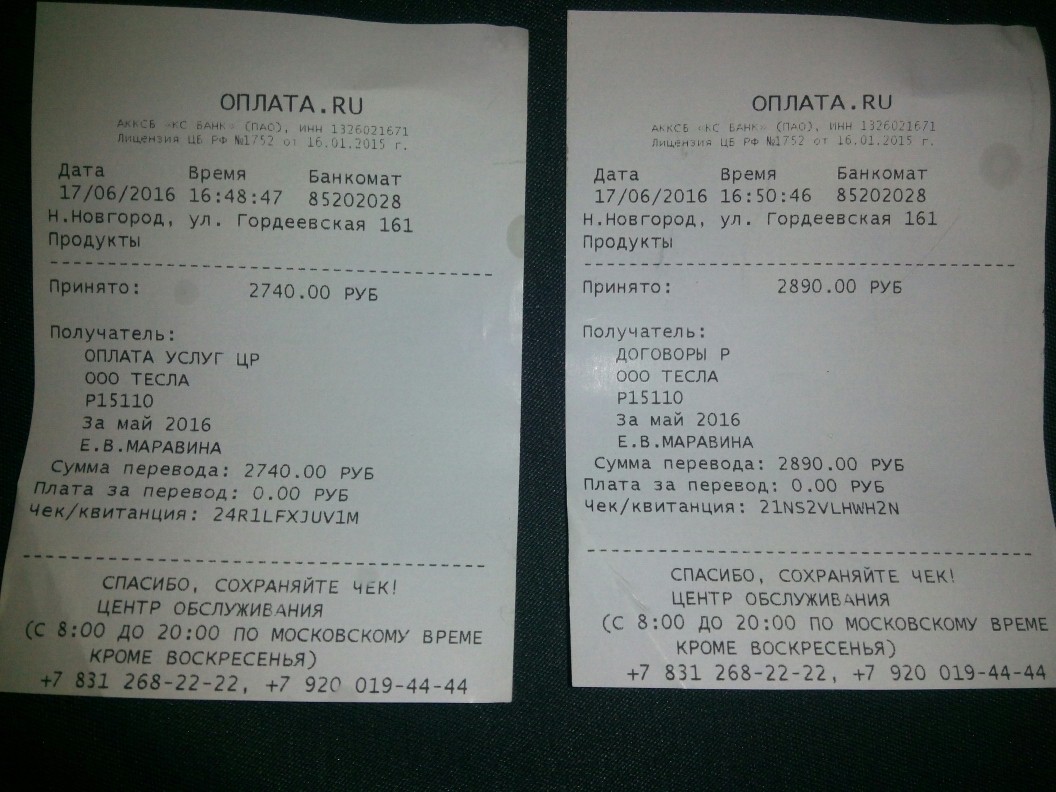 ОПЛАТА.RU
АККСБ «КС БАНК» (ПАО), ИНН 1326021671
Лицензия ЦБ РФ №1752 от 16.01.2015 г.
Дата Время Банкомат
17/06/2016 16:48:47 85202028
Н.Новгород, ул. Гордеевская 161
Продукты
--------------------------------------
Принято: 2740.00 РУБ
Получатель:
ОПЛАТА УСЛУГ ЦР
ООО ТЕСЛА
Р15110
За май 2016
Е.В.МАРАВИНА
Сумма перевода: 2740.00 РУБ
Плата за перевод: 0.00 РУБ
Чек/квитанция: 24R1LFXJUV1M
--------------------------------------
СПАСИБО, СОХРАНЯЙТЕ ЧЕК!
ЦЕНТР ОБСЛУЖИВАНИЯ
(С 8:00 ДО 20:00 ПО МОСКОВСКОМУ ВРЕМЕ
КРОМЕ ВОСКРЕСЕНЬЯ)
+7 831 268-22-22, +7 920 019-44-44
ОПЛАТА.RU
АККСБ «КС БАНК» (ПАО), ИНН 1326021671
Лицензия ЦБ РФ №1752 от 16.01.2015 г.
Дата Время Банкомат
17/06/2016 16:50:46 85202028
Н.Новгород, ул. Гордеевская 161
Продукты
--------------------------------------
Принято: 2890.00 РУБ
Получатель:
ДОГОВОРЫ Р
ООО ТЕСЛА
Р15110
За май 2016
Е.В.МАРАВИНА
Сумма перевода: 2890.00 РУБ
Плата за перевод: 0.00 РУБ
Чек/квитанция: 21NS2VLHWH2N
--------------------------------------
СПАСИБО, СОХРАНЯЙТЕ ЧЕК!
ЦЕНТР ОБСЛУЖИВАНИЯ
(С 8:00 ДО 20:00 ПО МОСКОВСКОМУ ВРЕМЕ
КРОМЕ ВОСКРЕСЕНЬЯ)
+7 831 268-22-22, +7 920 019-44-44